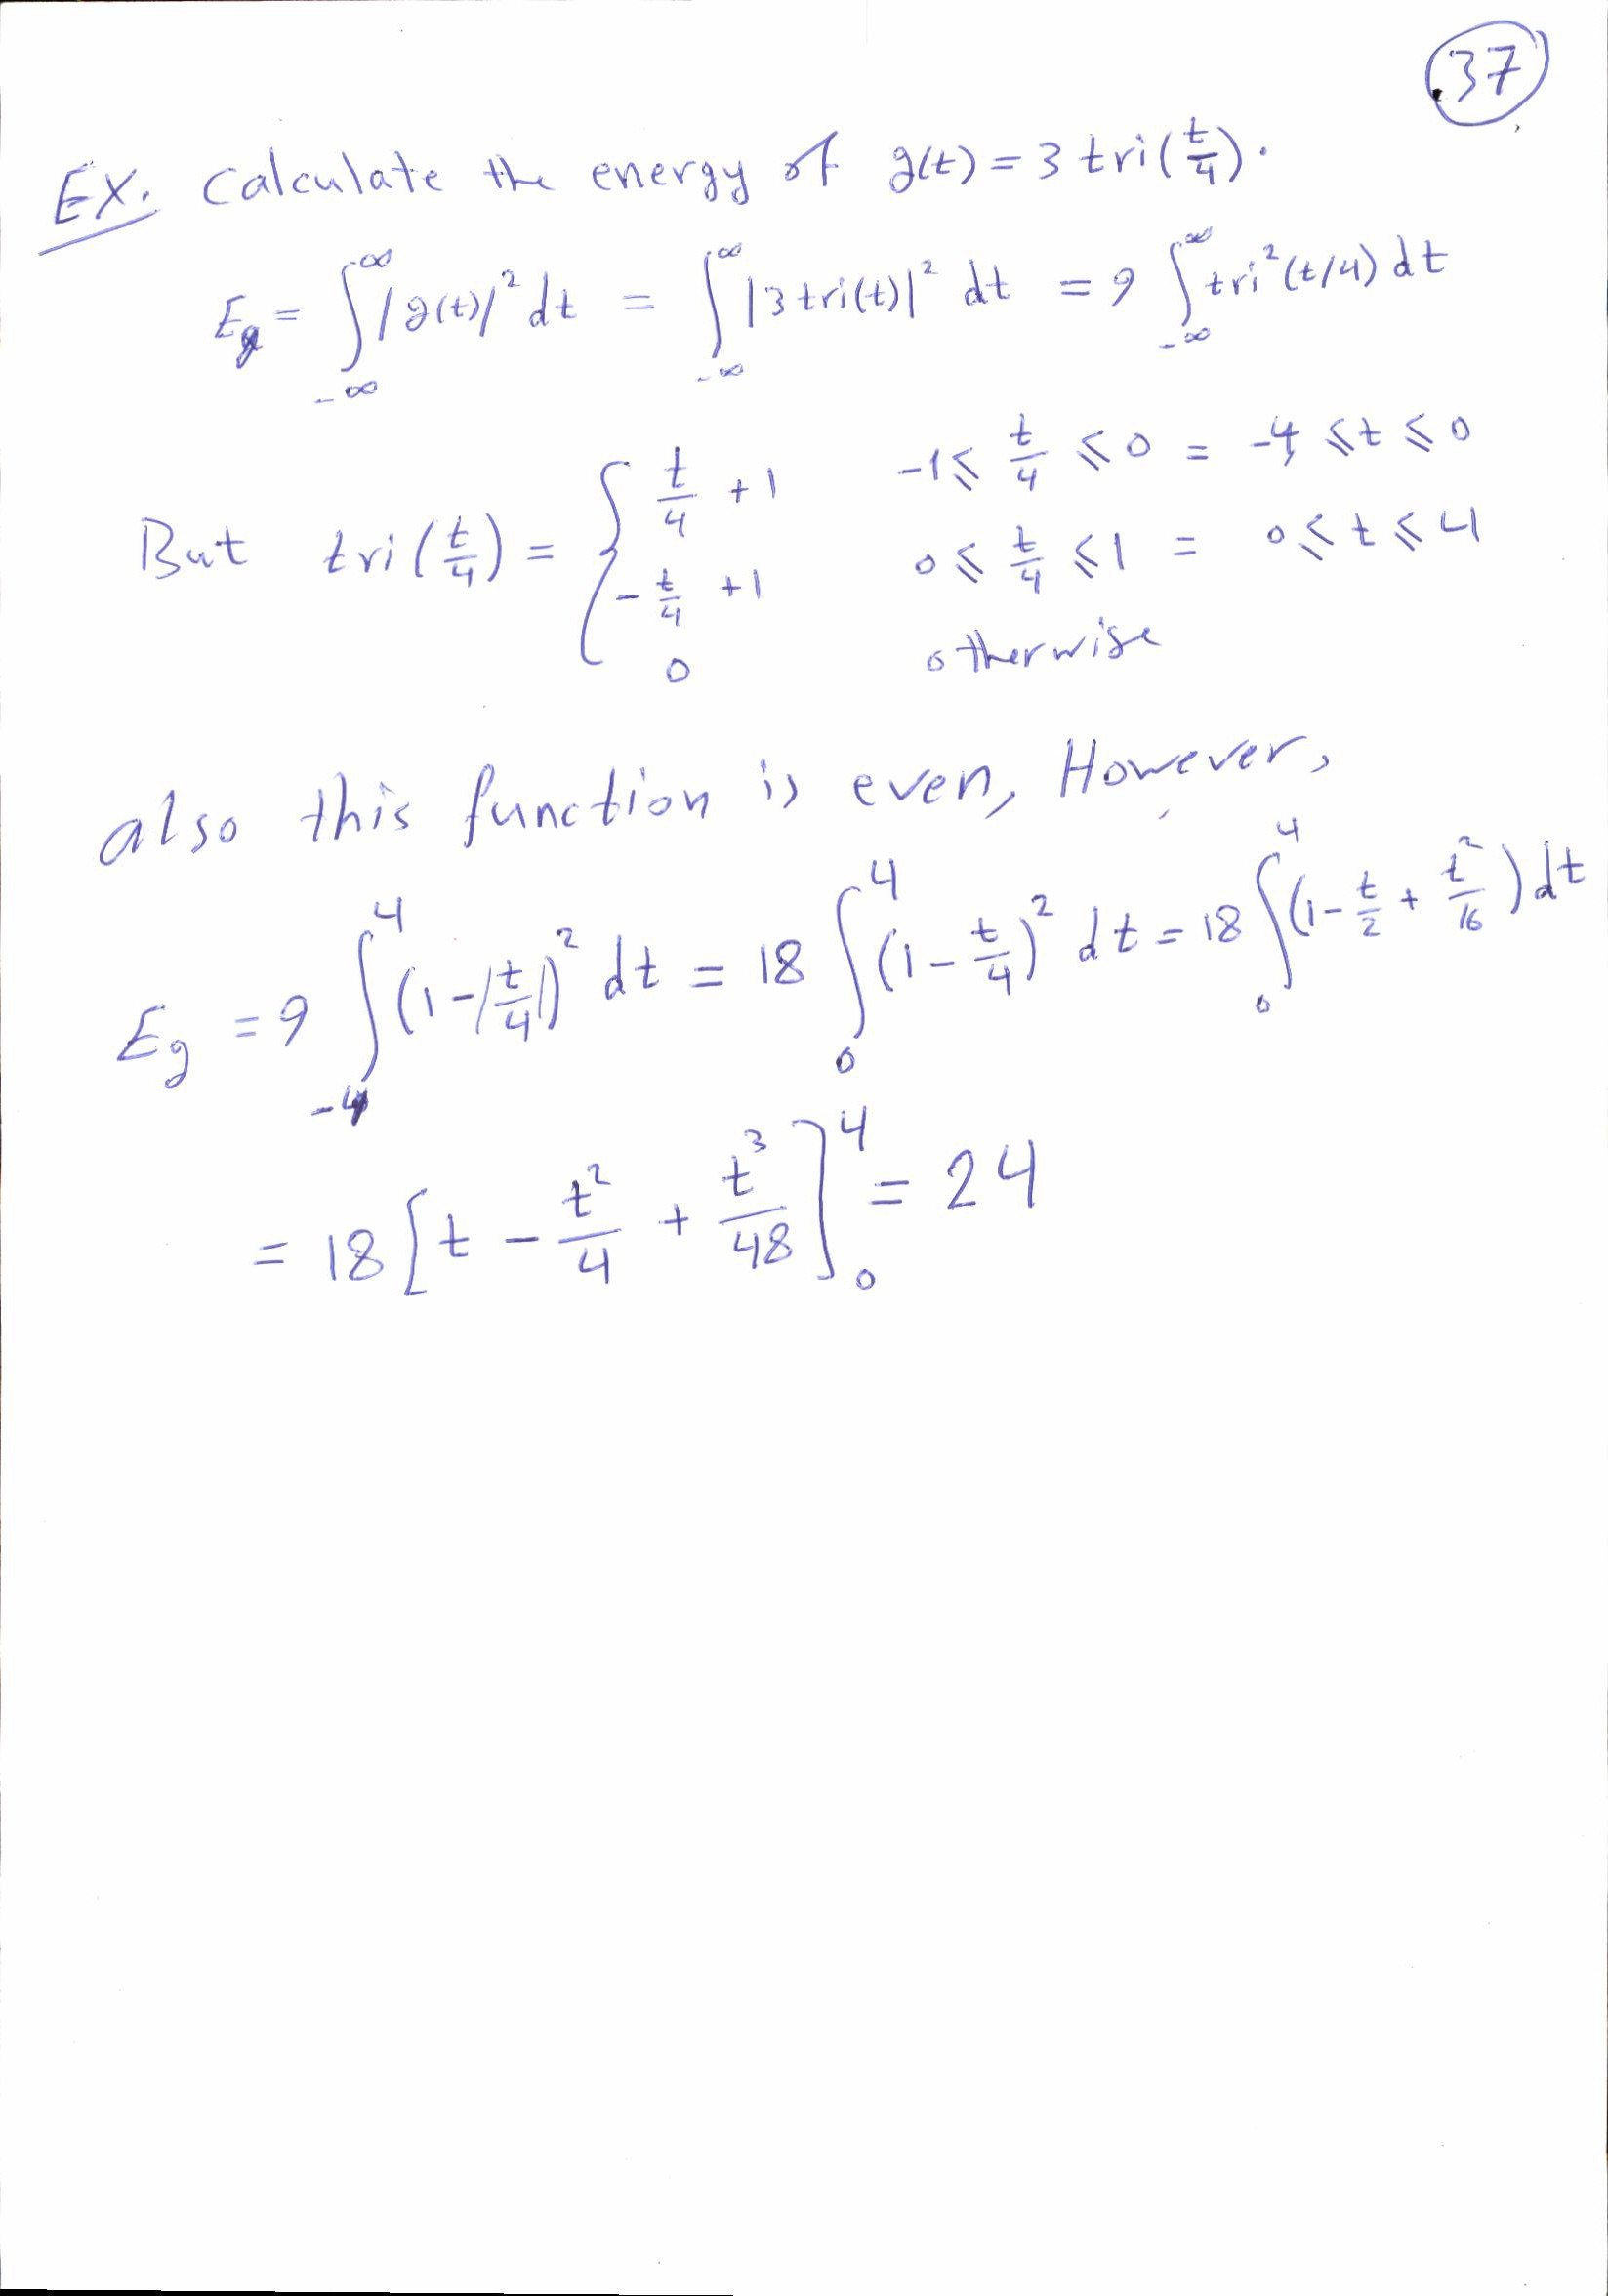 37
EX. Calculate the energy of g(t) = 3 tri(t/4).
Eg = ∫_{-∞}^{∞} |g(t)|² dt = ∫_{-∞}^{∞} |3 tri(t)|² dt = 9 ∫_{-∞}^{∞} tri²(t/4) dt
But tri(t/4) = { t/4 +1   -1 ⩽ t/4 ⩽ 0 = -4 ⩽ t ⩽ 0
-t/4 +1   0 ⩽ t/4 ⩽ 1 = 0 ⩽ t ⩽ 4
0   otherwise
also this function is even, However,
Eg = 9 ∫_{-4}^{4} (1-|t/4|)² dt = 18 ∫_{0}^{4} (1 - t/4)² dt = 18 ∫_{0}^{4} (1 - t/2 + t²/16) dt
= 18 [t - t²/4 + t³/48]_{0}^{4} = 24